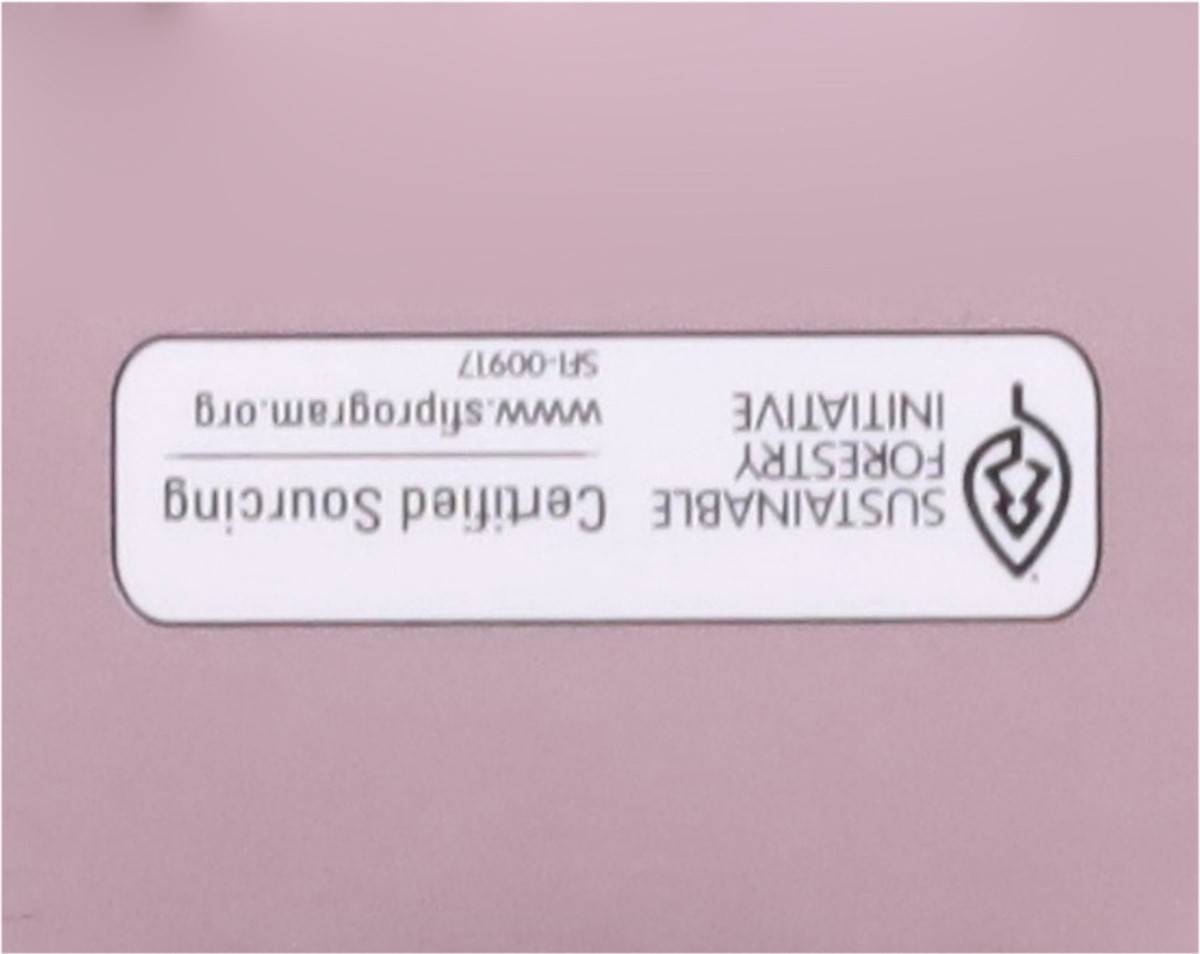 SUSTAINABLE
FORESTRY
INITIATIVE
Certified Sourcing
www.sfiprogram.org
SFI-00917